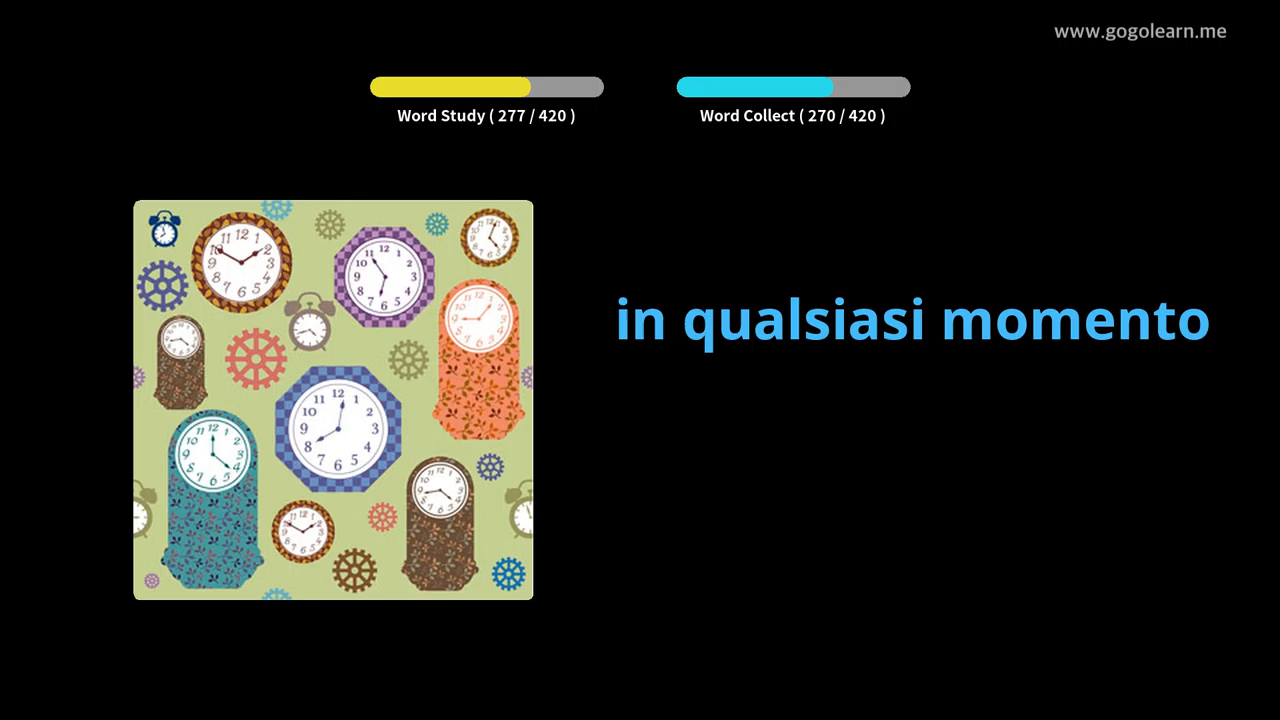 www.gogolearn.me
Word Study ( 277 / 420 )
Word Collect ( 270 / 420 )
in qualsiasi momento